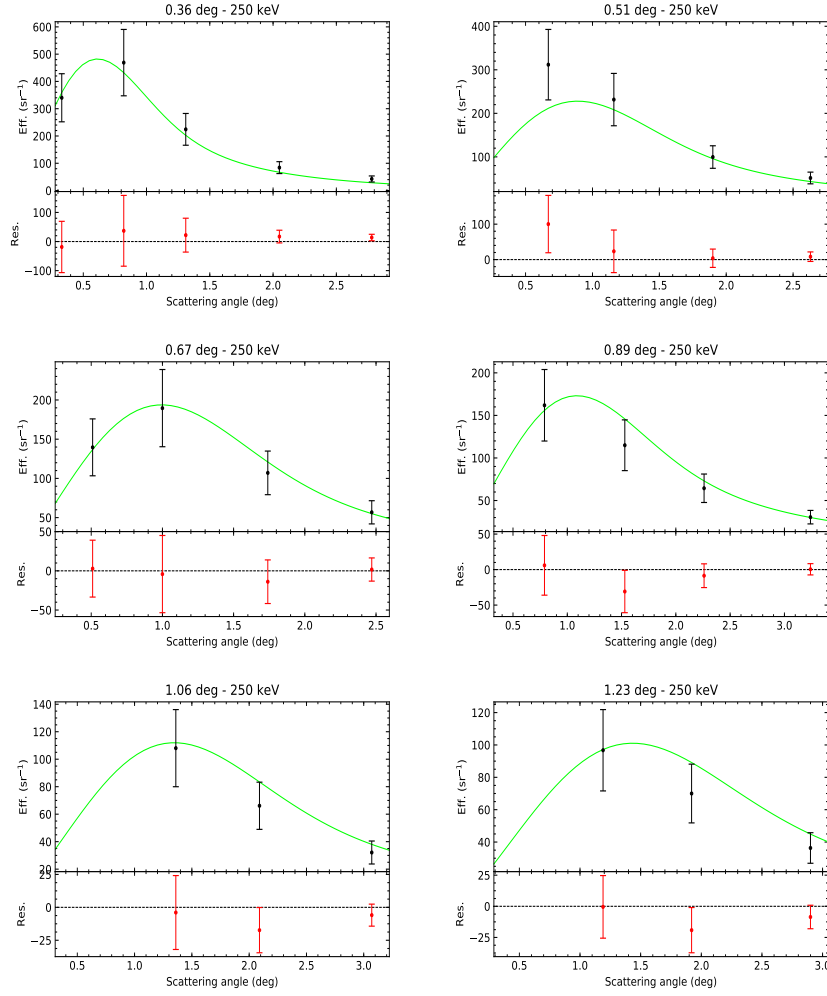 0.36 deg - 250 keV
600
500
400
300
200
100
0
Eff. (sr⁻¹)
100
0
−100
Res.
0.5 1.0 1.5 2.0 2.5
Scattering angle (deg)
0.51 deg - 250 keV
400
300
200
100
Eff. (sr⁻¹)
100
0
Res.
0.5 1.0 1.5 2.0 2.5
Scattering angle (deg)
0.67 deg - 250 keV
200
150
100
50
Eff. (sr⁻¹)
50
0
−50
Res.
0.5 1.0 1.5 2.0 2.5
Scattering angle (deg)
0.89 deg - 250 keV
200
150
100
50
Eff. (sr⁻¹)
50
0
−50
Res.
0.5 1.0 1.5 2.0 2.5 3.0
Scattering angle (deg)
1.06 deg - 250 keV
140
120
100
80
60
40
20
Eff. (sr⁻¹)
25
0
−25
Res.
0.5 1.0 1.5 2.0 2.5 3.0
Scattering angle (deg)
1.23 deg - 250 keV
120
100
80
60
40
Eff. (sr⁻¹)
25
0
−25
Res.
0.5 1.0 1.5 2.0 2.5 3.0
Scattering angle (deg)